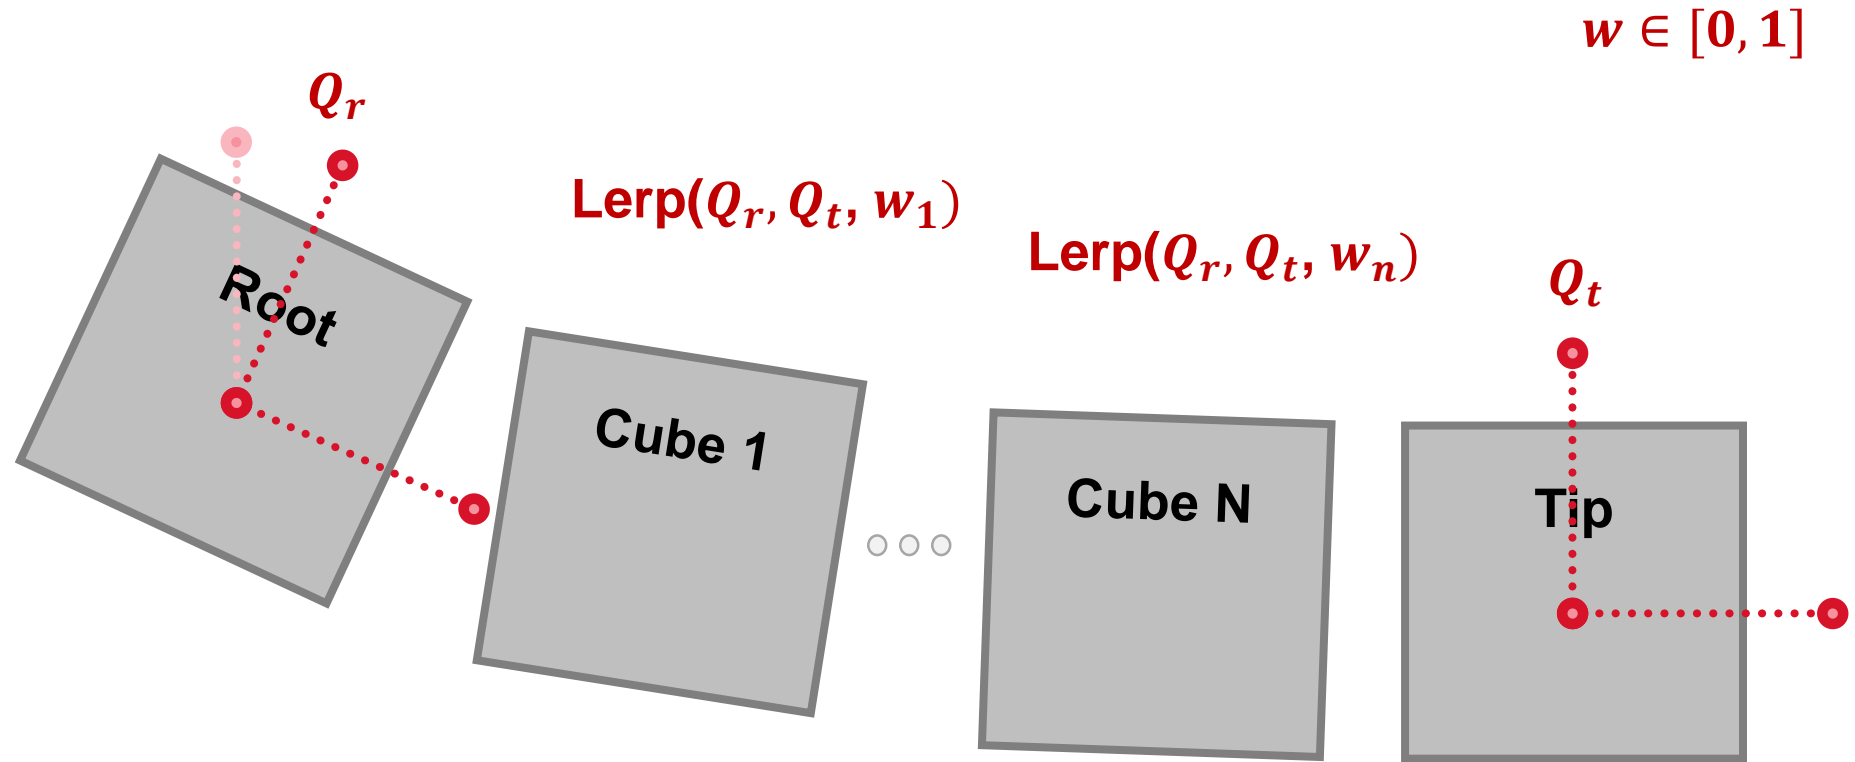 w ∈ [0, 1]
Q_r
Lerp(Q_r, Q_t, w_1)
Lerp(Q_r, Q_t, w_n)
Q_t
Root
Cube 1
Cube N
Tip